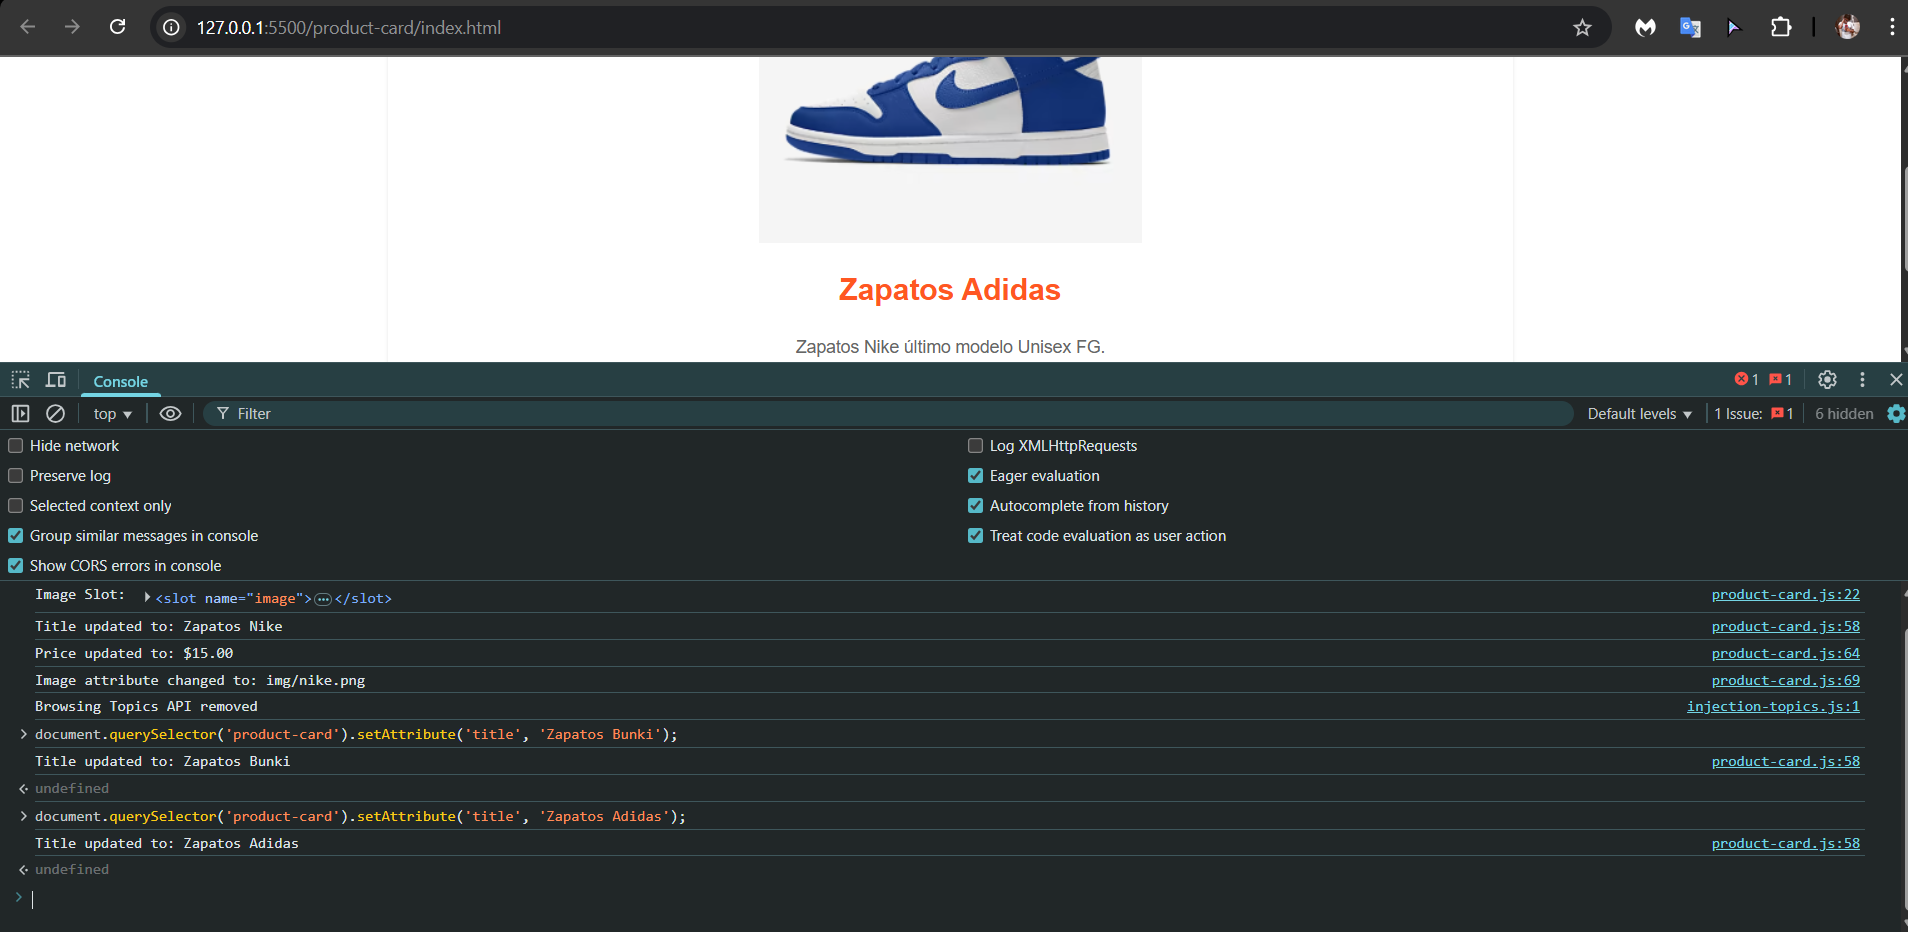 127.0.0.1:5500/product-card/index.html
Zapatos Adidas
Zapatos Nike último modelo Unisex FG.
Console
1 1
top Filter Default levels 1 Issue: 1 6 hidden
Hide network Log XMLHttpRequests
Preserve log Eager evaluation
Selected context only Autocomplete from history
Group similar messages in console Treat code evaluation as user action
Show CORS errors in console
Image Slot: <slot name="image">…</slot> product-card.js:22
Title updated to: Zapatos Nike product-card.js:58
Price updated to: $15.00 product-card.js:64
Image attribute changed to: img/nike.png product-card.js:69
Browsing Topics API removed injection-topics.js:1
document.querySelector('product-card').setAttribute('title', 'Zapatos Bunki');
Title updated to: Zapatos Bunki product-card.js:58
undefined
document.querySelector('product-card').setAttribute('title', 'Zapatos Adidas');
Title updated to: Zapatos Adidas product-card.js:58
undefined